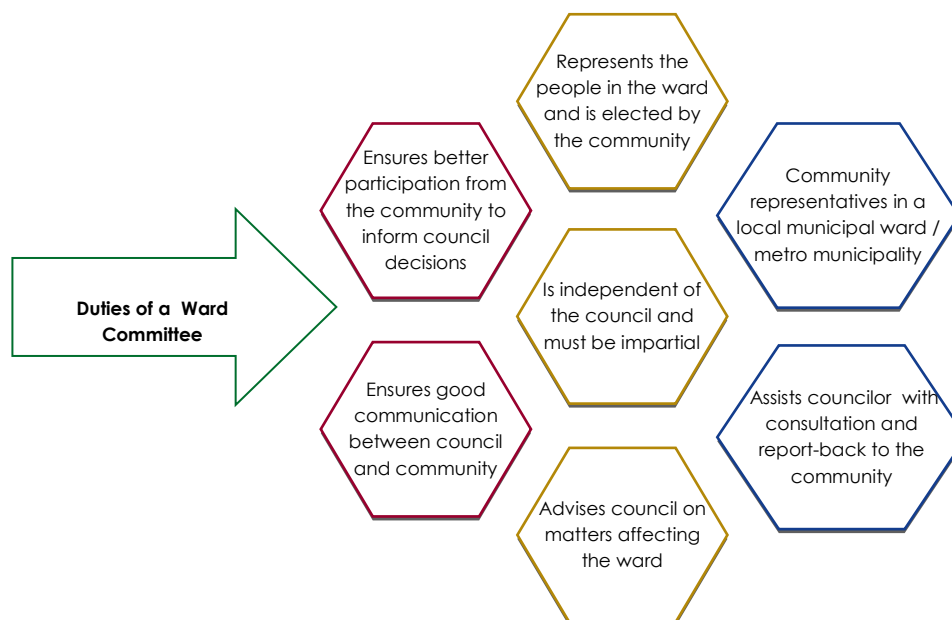 Duties of a Ward
Committee
Ensures better
participation from
the community to
inform council
decisions
Ensures good
communication
between council
and community
Represents the
people in the ward
and is elected by
the community
Is independent of
the council and
must be impartial
Advises council on
matters affecting
the ward
Community
representatives in a
local municipal ward /
metro municipality
Assists councilor with
consultation and
report-back to the
community